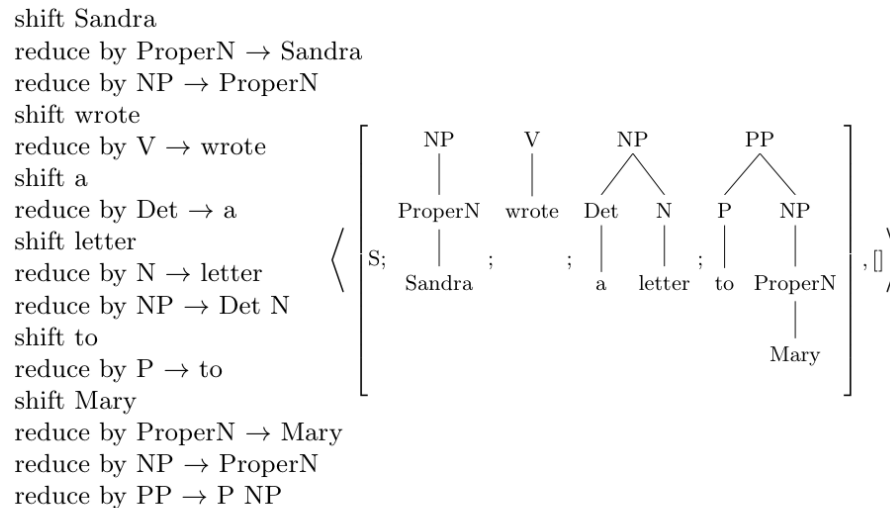 shift Sandra
reduce by ProperN → Sandra
reduce by NP → ProperN
shift wrote
reduce by V → wrote
shift a
reduce by Det → a
shift letter
reduce by N → letter
reduce by NP → Det N
shift to
reduce by P → to
shift Mary
reduce by ProperN → Mary
reduce by NP → ProperN
reduce by PP → P NP
NP V NP PP
ProperN wrote Det N P NP
⟨ [ S; ; ; ; ] , [] ⟩
Sandra a letter to ProperN
Mary